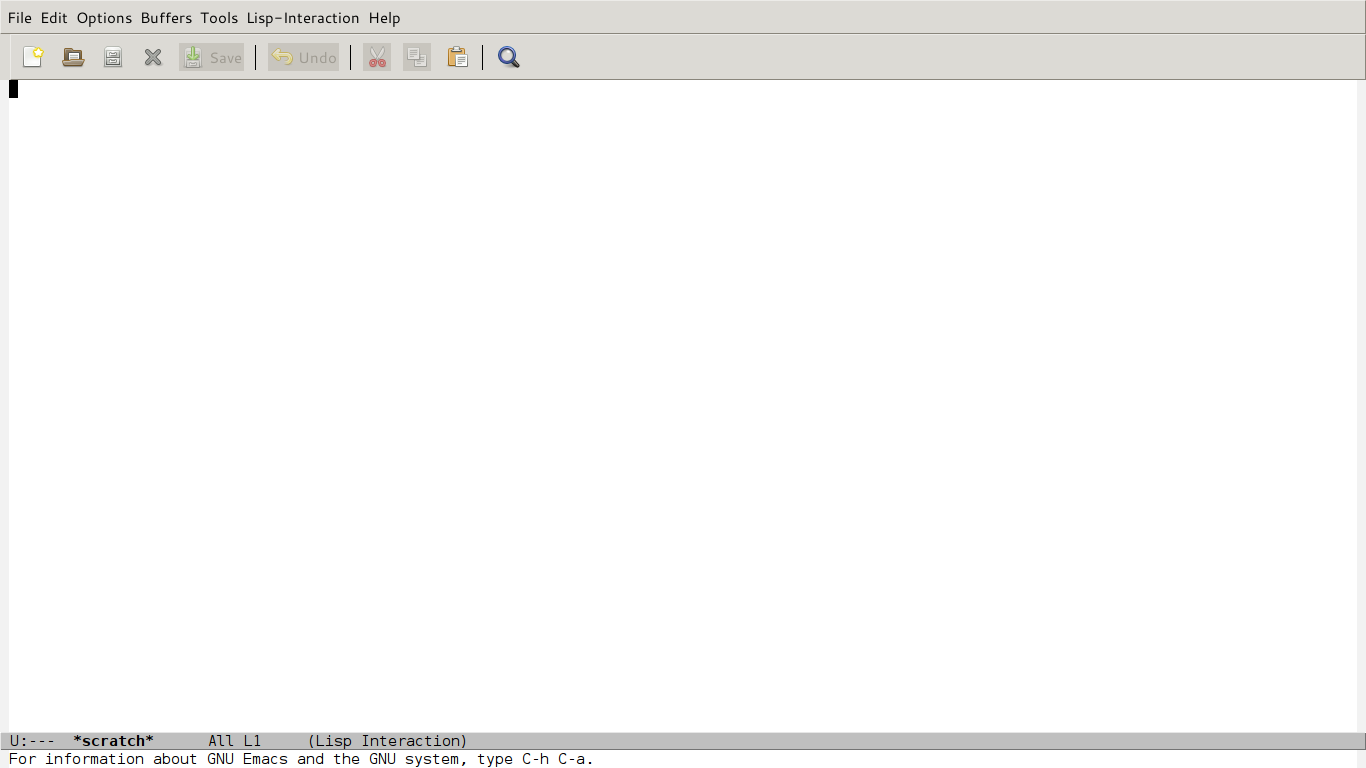 File Edit Options Buffers Tools Lisp-Interaction Help
Save Undo
U:--- *scratch* All L1 (Lisp Interaction)
For information about GNU Emacs and the GNU system, type C-h C-a.